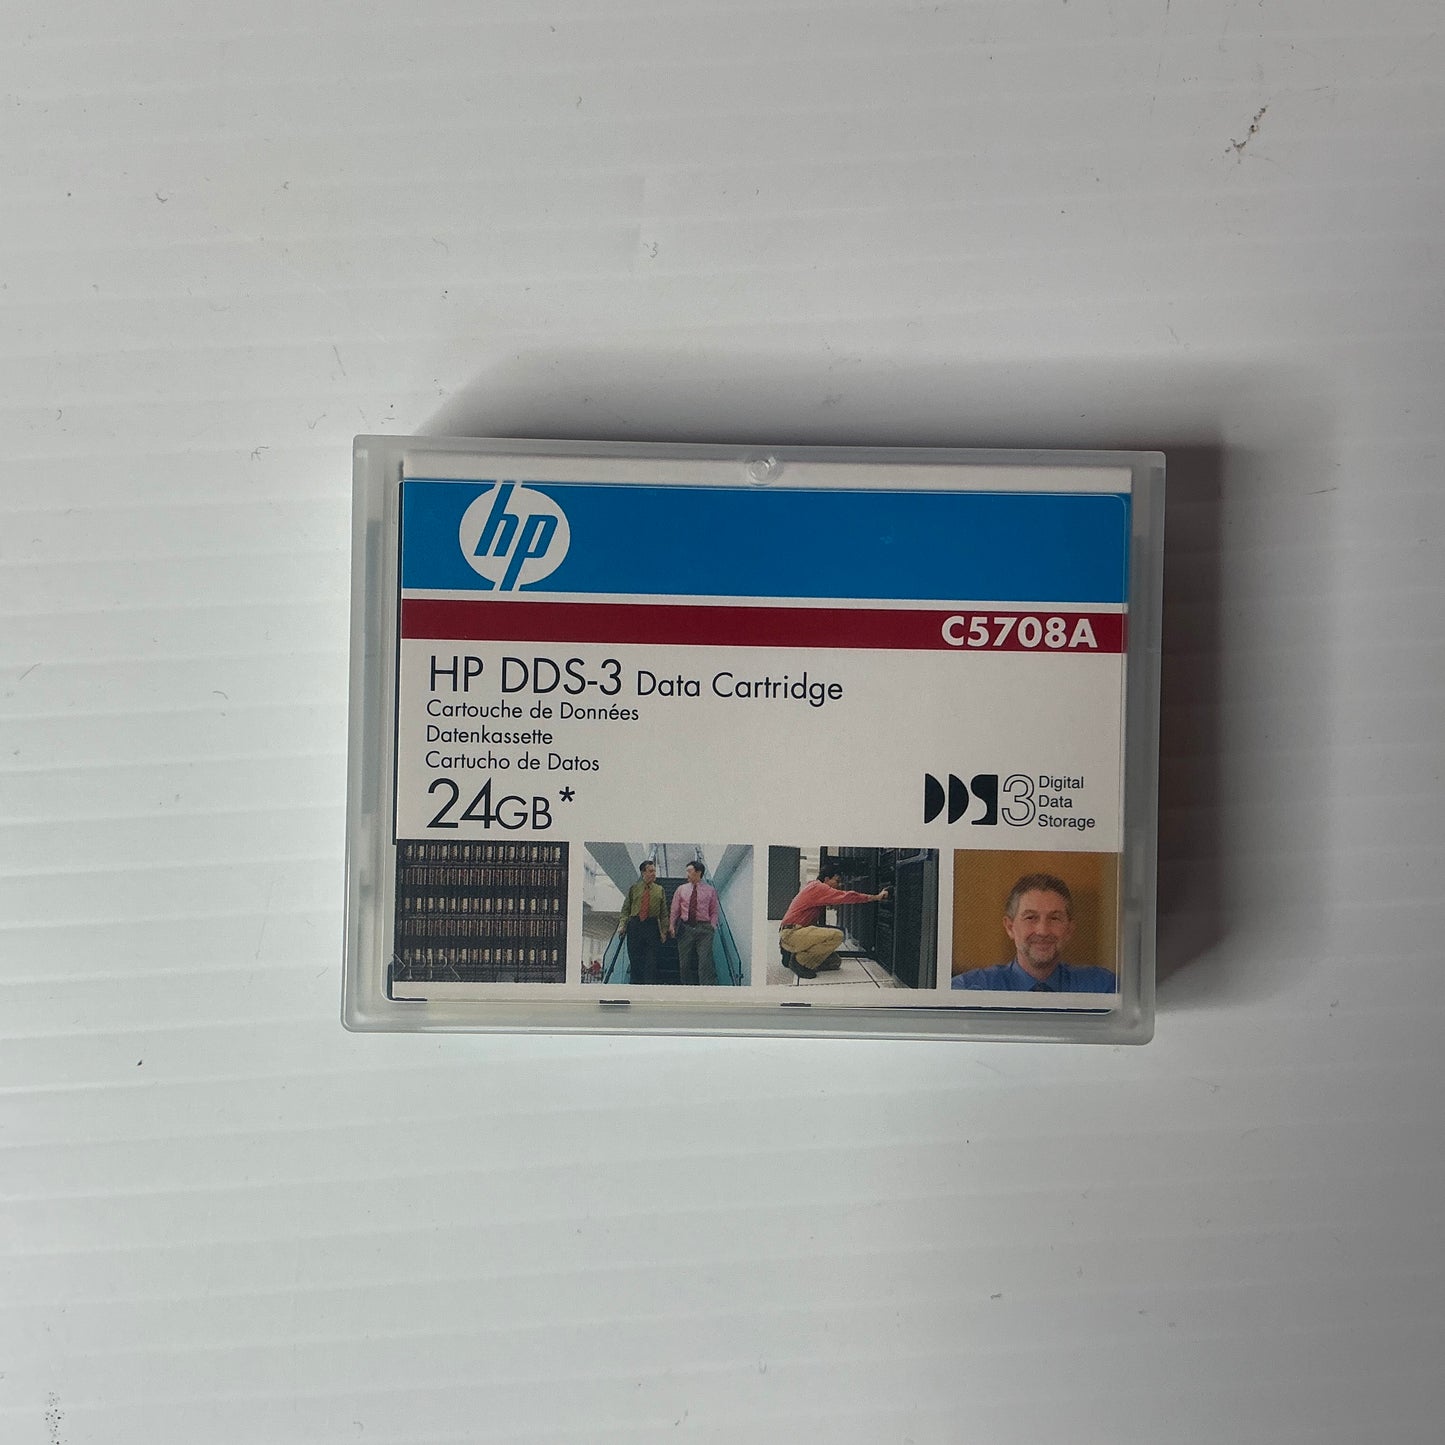 hp
C5708A
HP DDS-3 Data Cartridge
Cartouche de Données
Datenkassette
Cartucho de Datos
24GB*
DDS3 Digital
Data
Storage